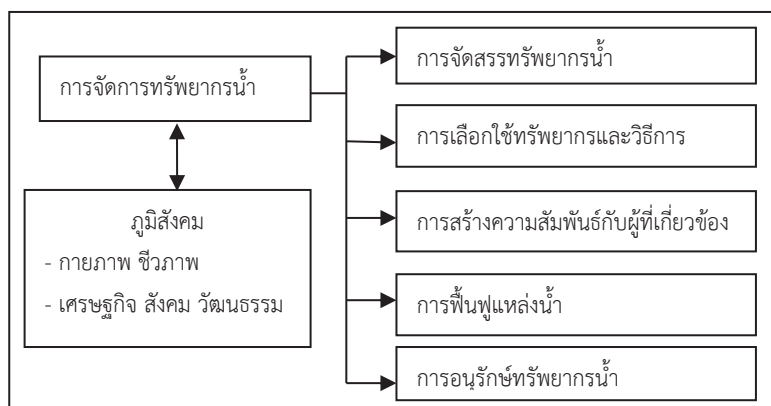 การจัดการทรัพยากรน้ำ
ภูมิสังคม
- กายภาพ ชีวภาพ
- เศรษฐกิจ สังคม วัฒนธรรม
การจัดสรรทรัพยากรน้ำ
การเลือกใช้ทรัพยากรและวิธีการ
การสร้างความสัมพันธ์กับผู้ที่เกี่ยวข้อง
การฟื้นฟูแหล่งน้ำ
การอนุรักษ์ทรัพยากรน้ำ